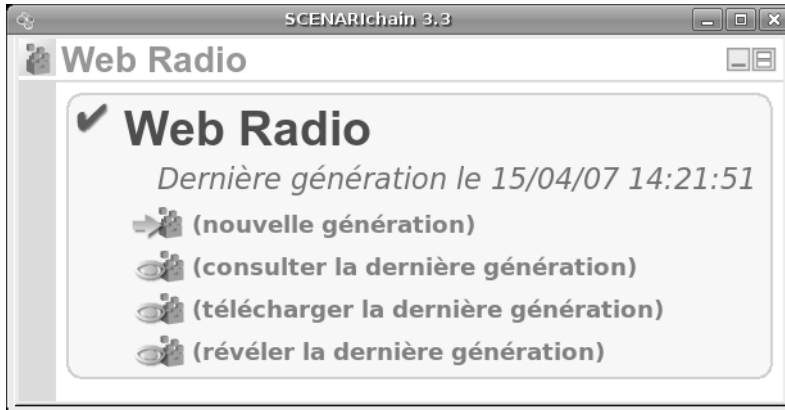 SCENARIchain 3.3
Web Radio
Web Radio
Dernière génération le 15/04/07 14:21:51
(nouvelle génération)
(consulter la dernière génération)
(télécharger la dernière génération)
(révéler la dernière génération)